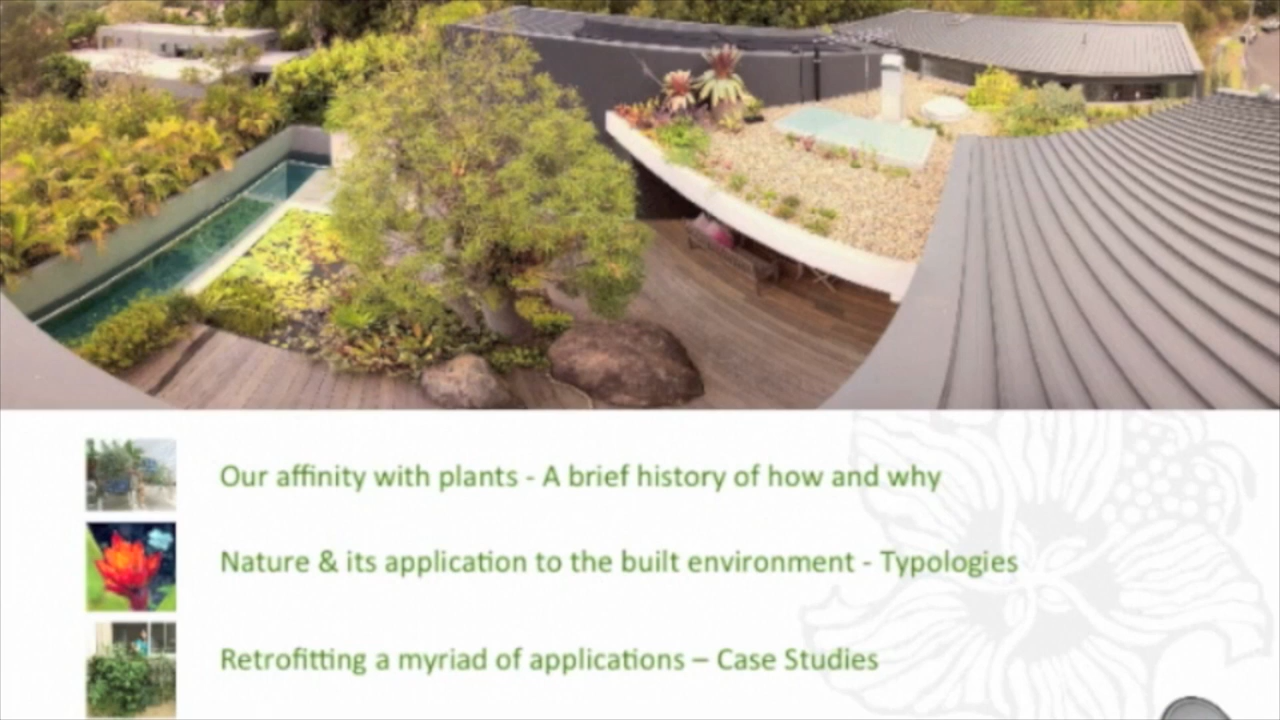 Our affinity with plants - A brief history of how and why
Nature & its application to the built environment - Typologies
Retrofitting a myriad of applications – Case Studies